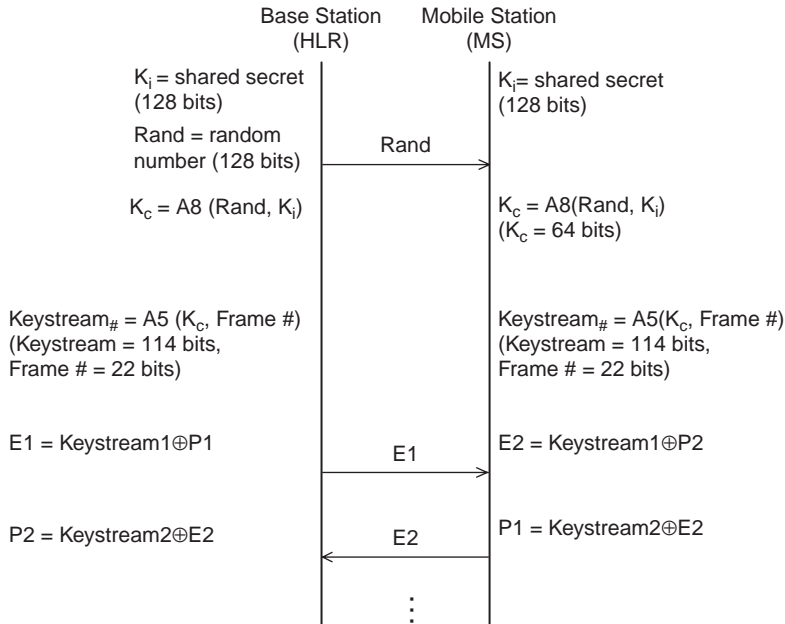 Base Station
(HLR)
Mobile Station
(MS)
Kᵢ = shared secret
(128 bits)
Kᵢ= shared secret
(128 bits)
Rand = random
number (128 bits)
Rand
K꜀ = A8 (Rand, Kᵢ)
K꜀ = A8(Rand, Kᵢ)
(K꜀ = 64 bits)
Keystream# = A5 (K꜀, Frame #)
(Keystream = 114 bits,
Frame # = 22 bits)
Keystream# = A5(K꜀, Frame #)
(Keystream = 114 bits,
Frame # = 22 bits)
E1 = Keystream1⊕P1
E1
E2 = Keystream1⊕P2
P2 = Keystream2⊕E2
E2
P1 = Keystream2⊕E2
⋮